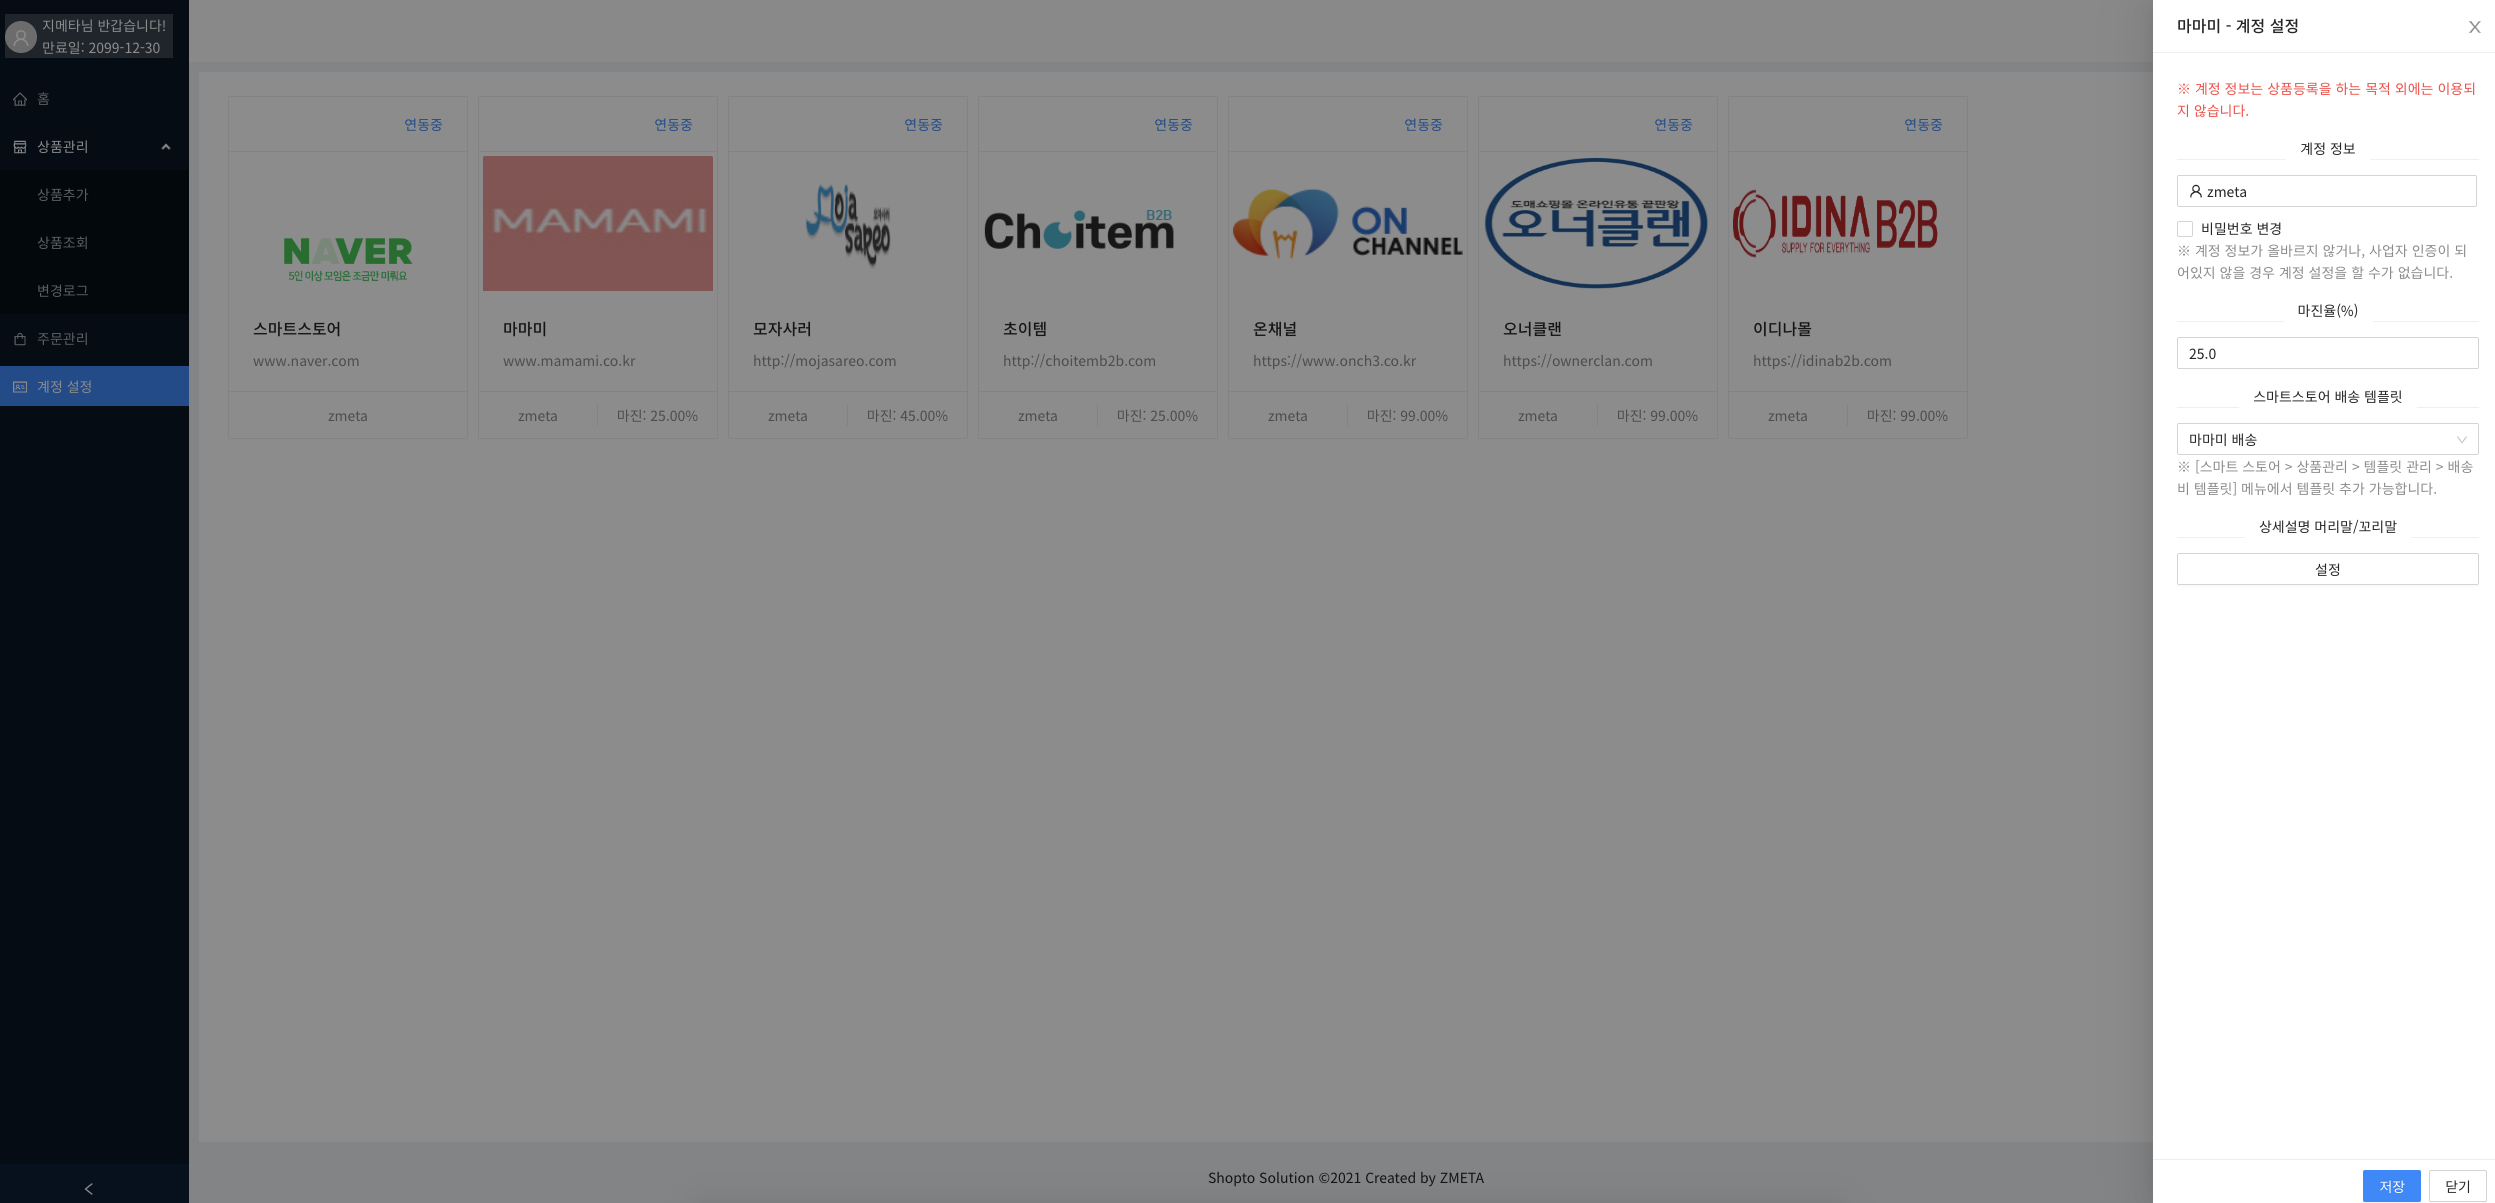 지메타님 반갑습니다!
만료일: 2099-12-30
홈
상품관리
상품추가
상품조회
변경로그
주문관리
계정 설정
연동중
NAVER
5인 이상 모임은 조금만 미뤄요
스마트스토어
www.naver.com
zmeta
연동중
MAMAMI
마마미
www.mamami.co.kr
zmeta
마진: 25.00%
연동중
Moja
sareo
모자사러
모자사러
http://mojasareo.com
zmeta
마진: 45.00%
연동중
B2B
Choitem
초이템
http://choitemb2b.com
zmeta
마진: 25.00%
연동중
ON
CHANNEL
온채널
https://www.onch3.co.kr
zmeta
마진: 99.00%
연동중
도매쇼핑몰 온라인유통 끝판왕
오너클랜
오너클랜
https://ownerclan.com
zmeta
마진: 99.00%
연동중
IDINA B2B
SUPPLY FOR EVERYTHING
이디나몰
https://idinab2b.com
zmeta
마진: 99.00%
Shopto Solution ©2021 Created by ZMETA
마마미 - 계정 설정
※ 계정 정보는 상품등록을 하는 목적 외에는 이용되
지 않습니다.
계정 정보
zmeta
비밀번호 변경
※ 계정 정보가 올바르지 않거나, 사업자 인증이 되
어있지 않을 경우 계정 설정을 할 수가 없습니다.
마진율(%)
25.0
스마트스토어 배송 템플릿
마마미 배송
※ [스마트 스토어 > 상품관리 > 템플릿 관리 > 배송
비 템플릿] 메뉴에서 템플릿 추가 가능합니다.
상세설명 머리말/꼬리말
설정
저장
닫기